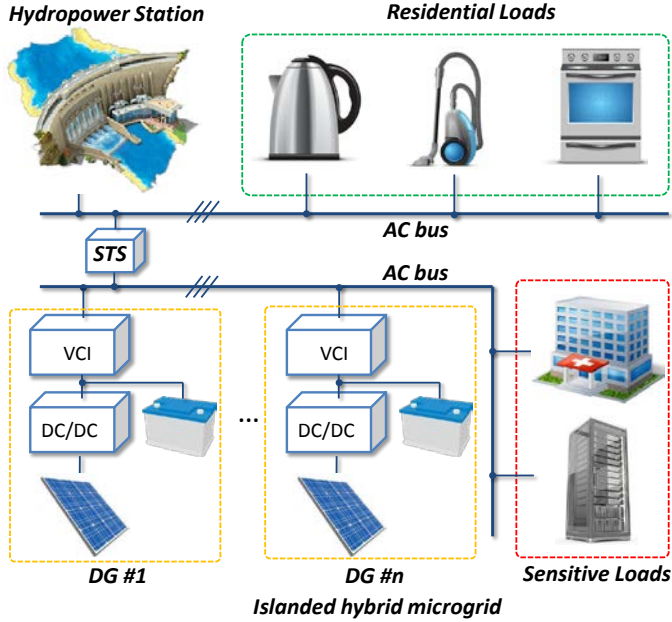 Hydropower Station
Residential Loads
AC bus
STS
AC bus
VCI
VCI
DC/DC
...
DC/DC
DG #1
DG #n
Sensitive Loads
Islanded hybrid microgrid